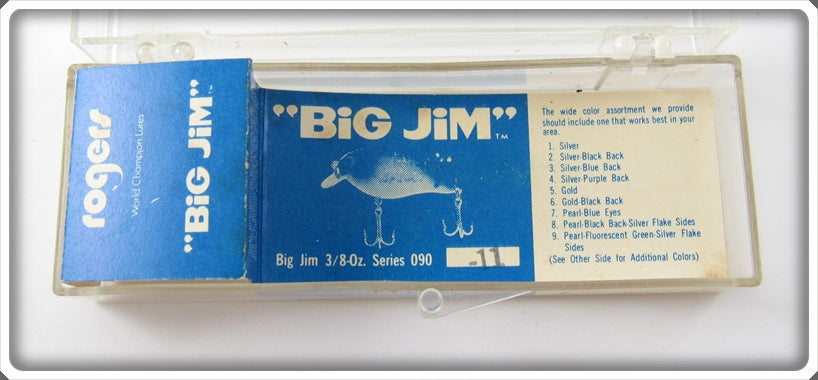 rogers
World Champion Lures
"BiG JiM"™
"BiG JiM"™
Big Jim 3/8-Oz. Series 090
-11
The wide color assortment we provide
should include one that works best in your
area.
1. Silver
2. Silver-Black Back
3. Silver-Blue Back
4. Silver-Purple Back
5. Gold
6. Gold-Black Back
7. Pearl-Blue Eyes
8. Pearl-Black Back-Silver Flake Sides
9. Pearl-Fluorescent Green-Silver Flake
Sides
(See Other Side for Additional Colors)